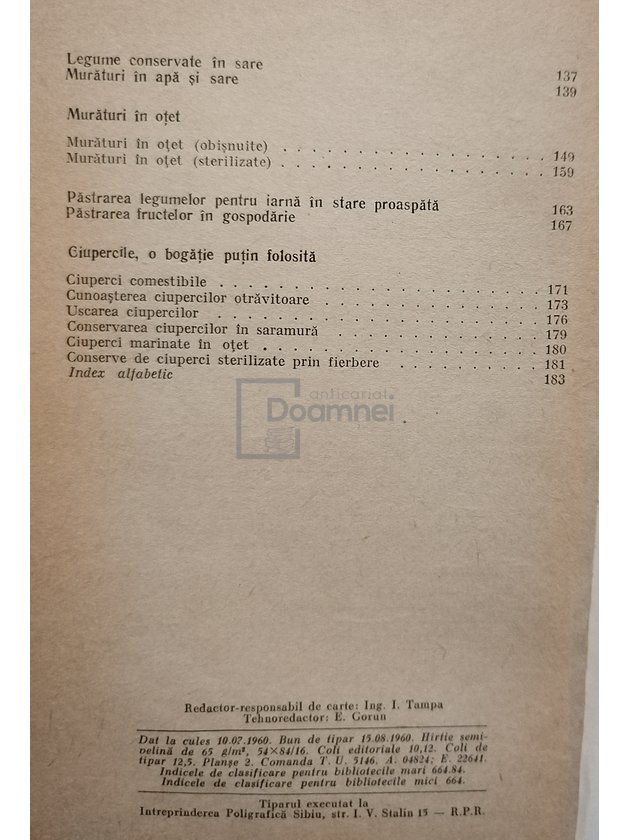 Legume conservate în sare 137
Murături în apă și sare 139
Murături în oțet
Murături în oțet (obișnuite) . . . . . . . . . . . . . . . . 149
Murături în oțet (sterilizate) . . . . . . . . . . . . . . . . 159
Păstrarea legumelor pentru iarnă în stare proaspătă 163
Păstrarea fructelor în gospodărie 167
Ciupercile, o bogăție puțin folosită
Ciuperci comestibile . . . . . . . . . . . . . . . . . . . 171
Cunoașterea ciupercilor otrăvitoare . . . . . . . . . . . . 173
Uscarea ciupercilor . . . . . . . . . . . . . . . . . . . 176
Conservarea ciupercilor în saramură . . . . . . . . . . . . 179
Ciuperci marinate în oțet . . . . . . . . . . . . . . . . . 180
Conserve de ciuperci sterilizate prin fierbere . . . . . . . . 181
Index alfabetic 183
anticariat
Doamnei
Redactor-responsabil de carte: Ing. I. Tampa
Tehnoredactor: E. Gorun
Dat la cules 10.07.1960. Bun de tipar 15.08.1960. Hîrtie semi-
velină de 65 g/m², 54×84/16. Coli editoriale 10,12. Coli de
tipar 12,5. Planșe 2. Comanda T. U. 5146. A. 04824; E. 22641.
Indicele de clasificare pentru bibliotecile mari 664.84.
Indicele de clasificare pentru bibliotecile mici 664.
Tiparul executat la
Intreprinderea Poligrafică Sibiu, str. I. V. Stalin 15 — R.P.R.